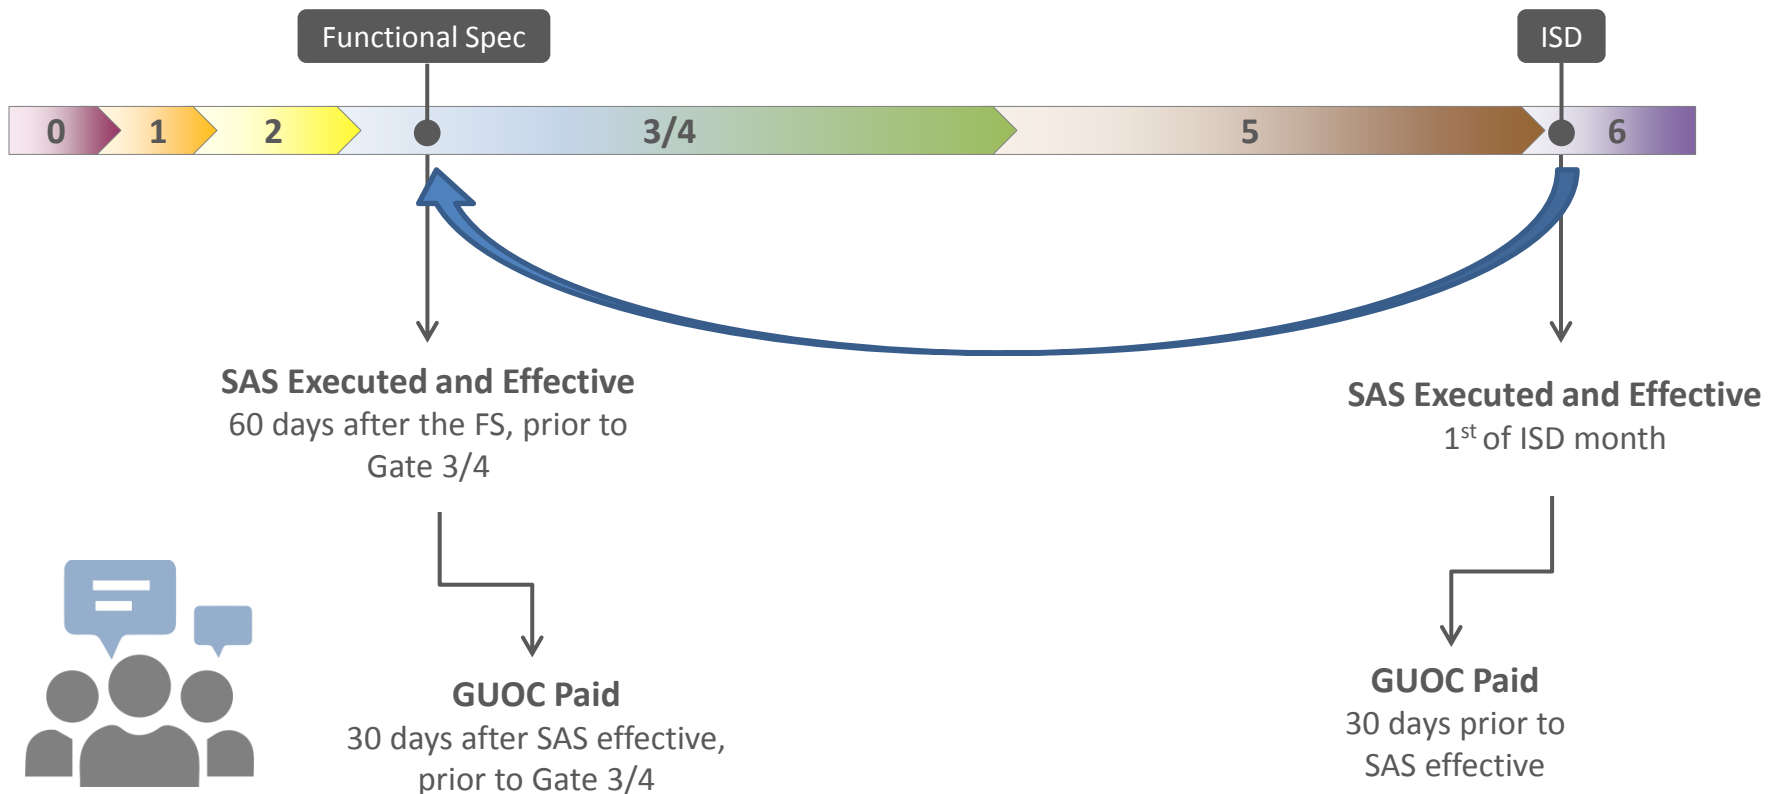 Functional Spec
ISD
0
1
2
3/4
5
6
SAS Executed and Effective
60 days after the FS, prior to
Gate 3/4
SAS Executed and Effective
1st of ISD month
GUOC Paid
30 days after SAS effective,
prior to Gate 3/4
GUOC Paid
30 days prior to
SAS effective